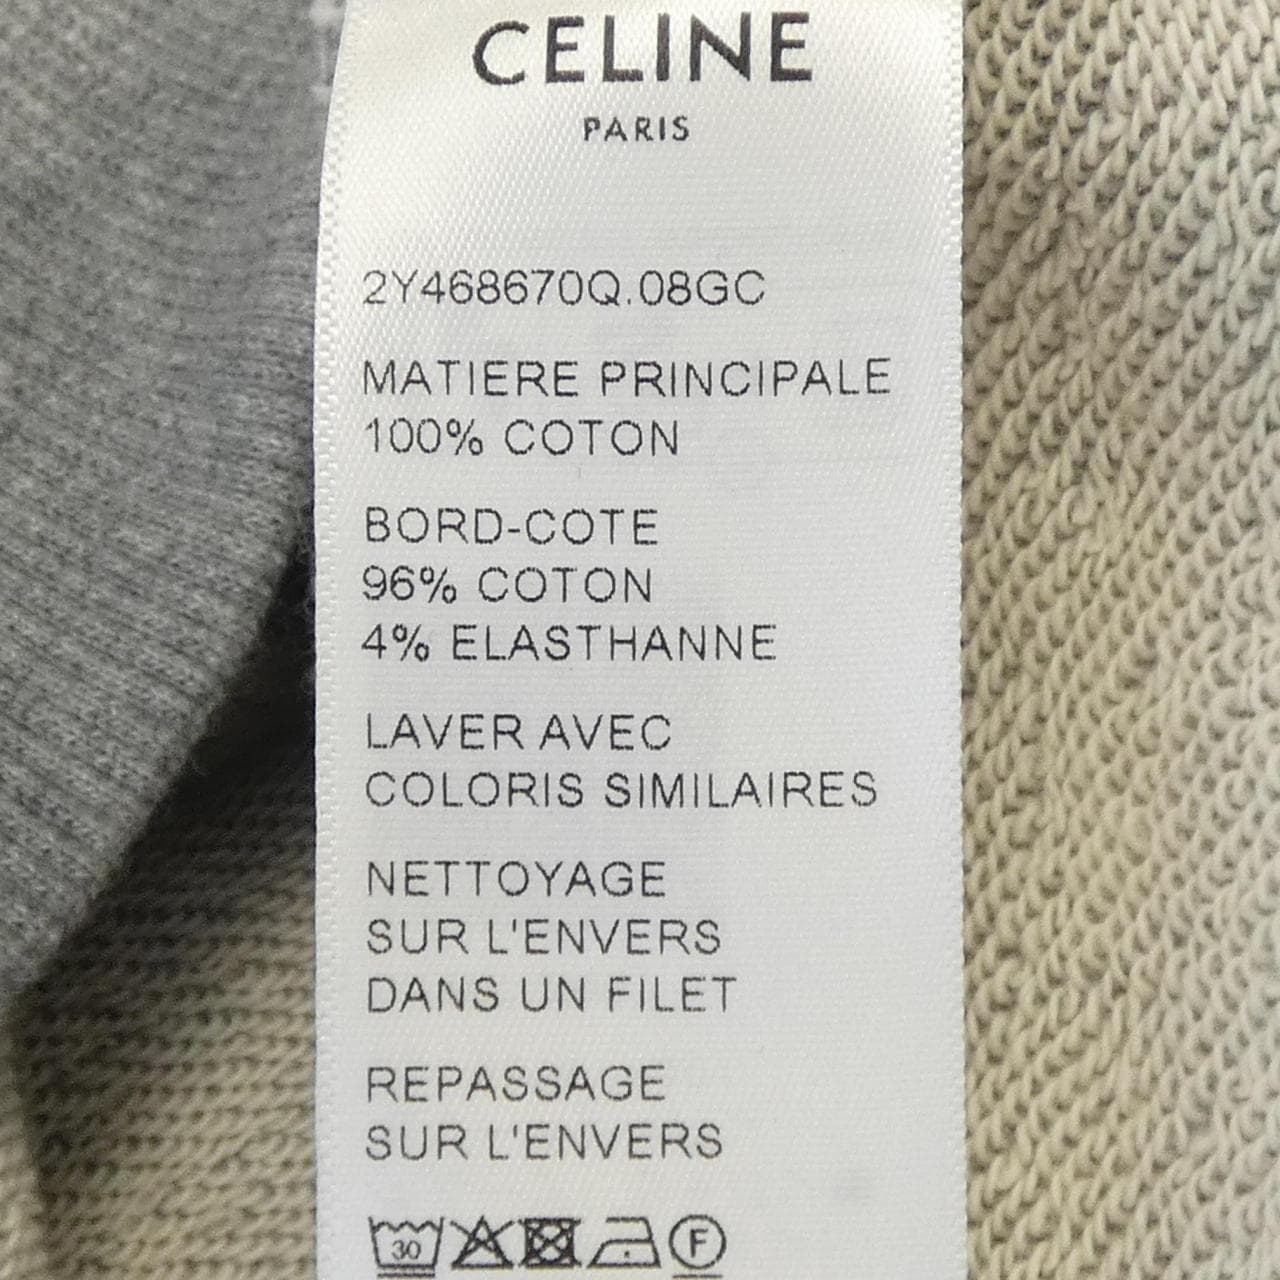 CELINE
PARIS
2Y468670Q.08GC
MATIERE PRINCIPALE
100% COTON
BORD-COTE
96% COTON
4% ELASTHANNE
LAVER AVEC
COLORIS SIMILAIRES
NETTOYAGE
SUR L'ENVERS
DANS UN FILET
REPASSAGE
SUR L'ENVERS
30 F